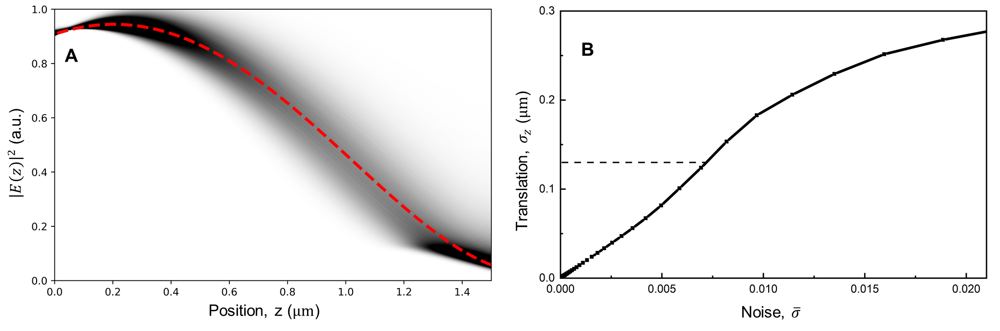 A
1.0
0.8
0.6
0.4
0.2
0.0
|E(z)|² (a.u.)
0.0 0.2 0.4 0.6 0.8 1.0 1.2 1.4
Position, z (μm)
B
0.3
0.2
0.1
0.0
Translation, σz (μm)
0.000 0.005 0.010 0.015 0.020
Noise, σ̄